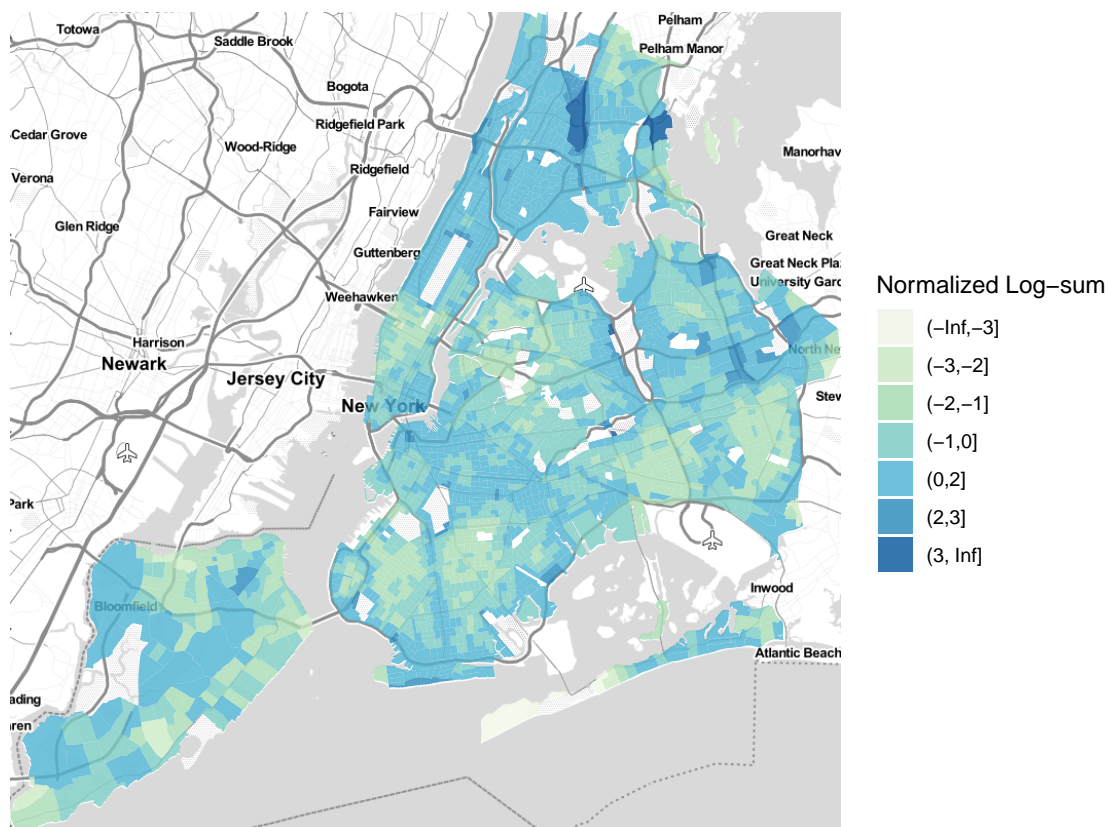 Totowa
Saddle Brook
Pelham
Pelham Manor
Bogota
Cedar Grove
Ridgefield Park
Wood-Ridge
Manorhav
Verona
Ridgefield
Fairview
Glen Ridge
Great Neck
Guttenberg
Great Neck Plaz
University Gard
Weehawken
Harrison
North Ne
Newark
Jersey City
New York
Stew
Park
Inwood
Bloomfield
Atlantic Beach
ading
ren
Normalized Log−sum
(−Inf,−3]
(−3,−2]
(−2,−1]
(−1,0]
(0,2]
(2,3]
(3, Inf]